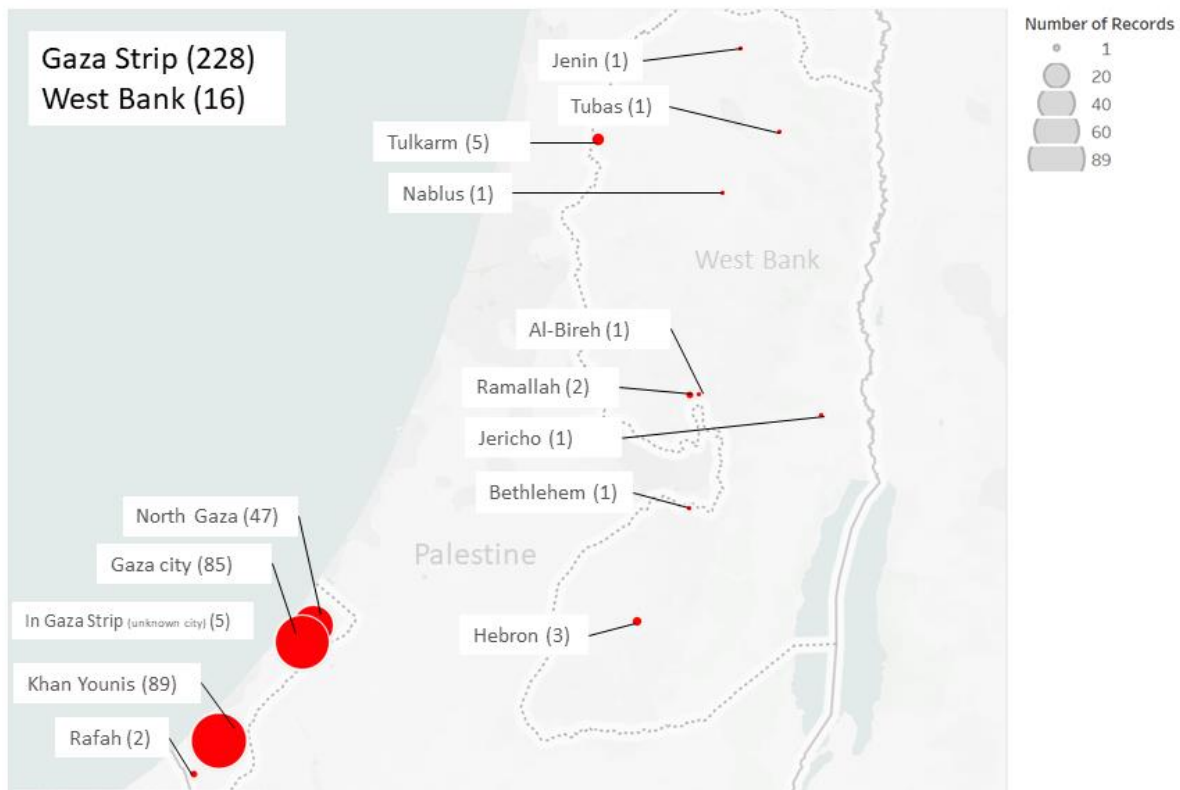 Gaza Strip (228)
West Bank (16)
Number of Records
1
20
40
60
89
Jenin (1)
Tubas (1)
Tulkarm (5)
Nablus (1)
West Bank
Al-Bireh (1)
Ramallah (2)
Jericho (1)
Bethlehem (1)
North Gaza (47)
Palestine
Gaza city (85)
In Gaza Strip (unknown city) (5)
Hebron (3)
Khan Younis (89)
Rafah (2)